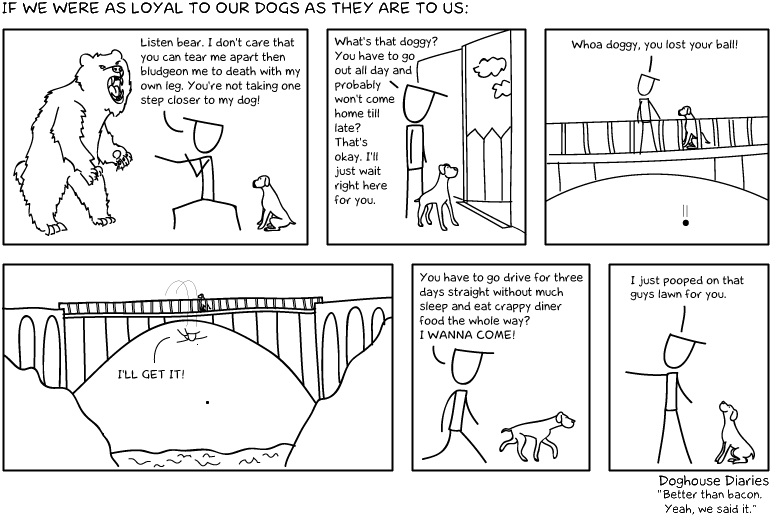 IF WE WERE AS LOYAL TO OUR DOGS AS THEY ARE TO US:
Listen bear. I don't care that
you can tear me apart then
bludgeon me to death with my
own leg. You're not taking one
step closer to my dog!
What's that doggy?
You have to go
out all day and
probably
won't come
home till
late?
That's
okay. I'll
just wait
right here
for you.
Whoa doggy, you lost your ball!
I'LL GET IT!
You have to go drive for three
days straight without much
sleep and eat crappy diner
food the whole way?
I WANNA COME!
I just pooped on that
guys lawn for you.
Doghouse Diaries
"Better than bacon.
Yeah, we said it."